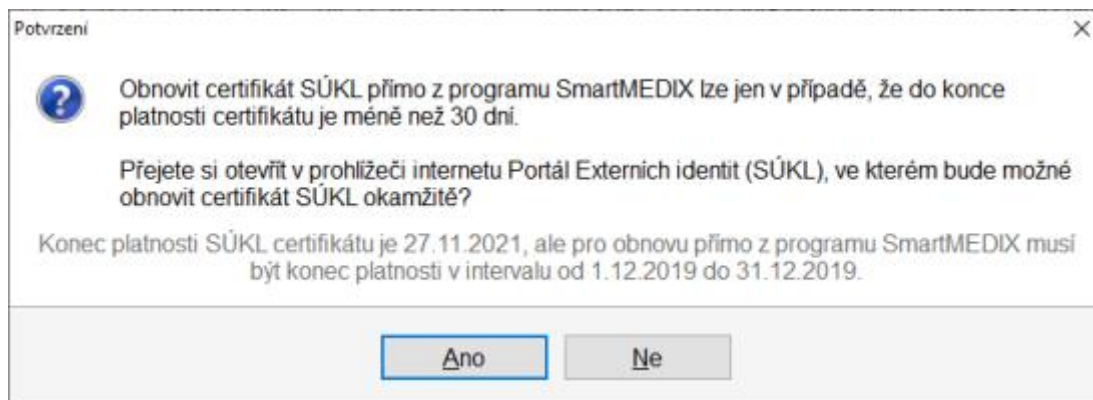 Potvrzení
Obnovit certifikát SÚKL přímo z programu SmartMEDIX lze jen v případě, že do konce
platnosti certifikátu je méně než 30 dní.
Přejete si otevřít v prohlížeči internetu Portál Externích identit (SÚKL), ve kterém bude možné
obnovit certifikát SÚKL okamžitě?
Konec platnosti SÚKL certifikátu je 27.11.2021, ale pro obnovu přímo z programu SmartMEDIX musí
být konec platnosti v intervalu od 1.12.2019 do 31.12.2019.
Ano
Ne